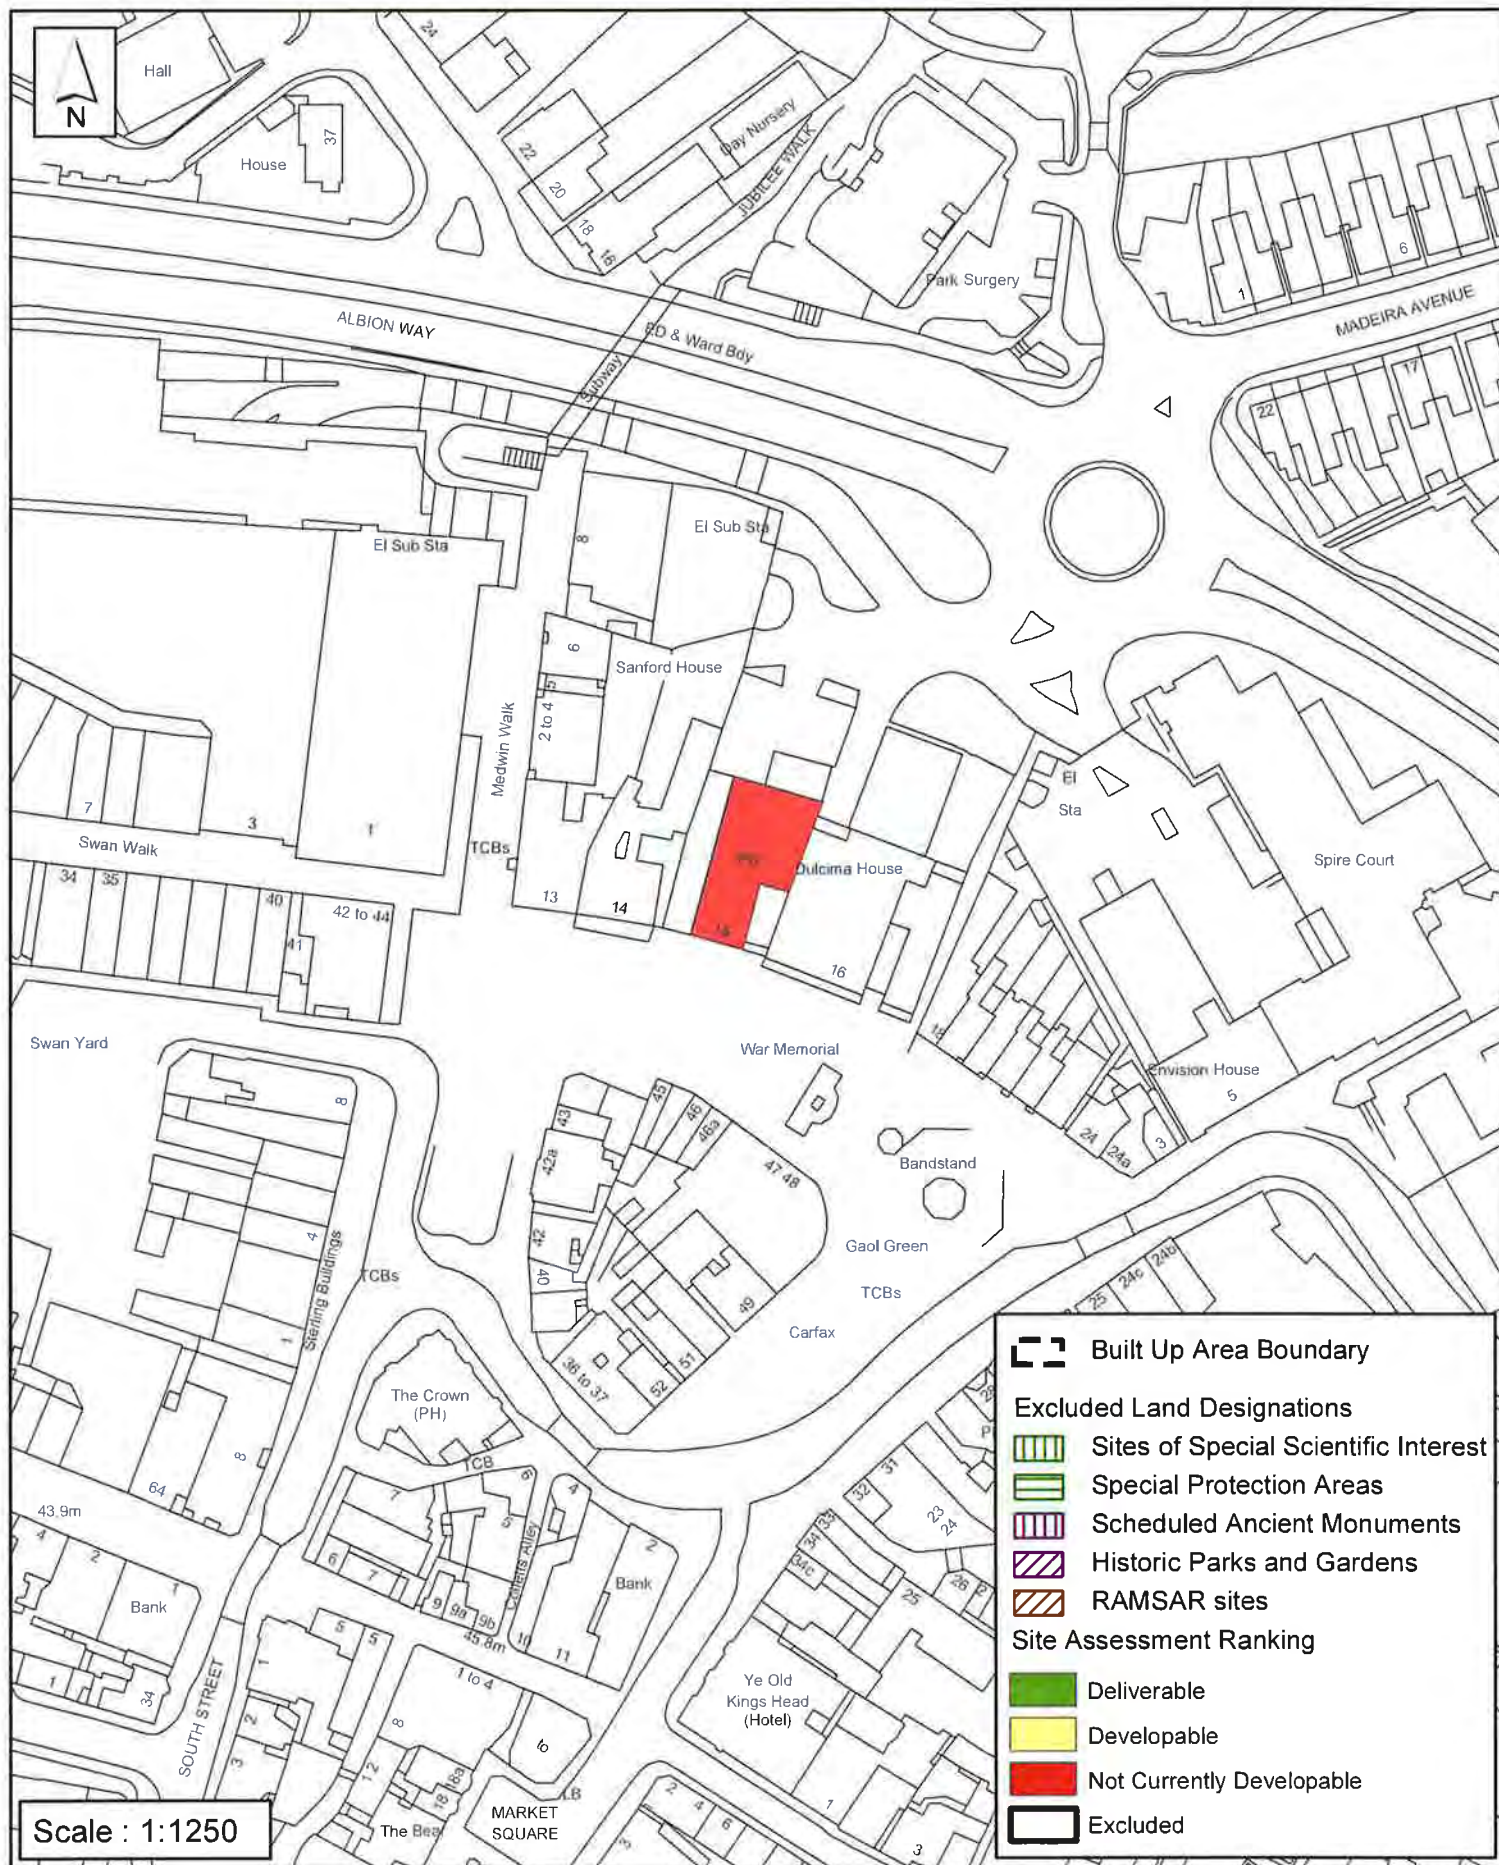 N
Hall
24
37
House
22
20
18
16
Day Nursery
JUBILEE WALK
Park Surgery
1
6
MADEIRA AVENUE
ALBION WAY
ED & Ward Bdy
Subway
22
17
El Sub Sta
8
El Sub Sta
6
Sanford House
5
2 to 4
Medwin Walk
7
3
1
Swan Walk
TCBs
34
35
40
41
42 to 44
13
14
PO
15
Dulcima House
16
El
Sta
Spire Court
18
Envision House
5
24
24a
3
Swan Yard
War Memorial
8
43
45
46
46a
42a
47 48
Bandstand
42
40
4
Sterling Buildings
TCBs
1
Gaol Green
TCBs
Carfax
49
51
52
36 to 37
24b
24c
25
The Crown
(PH)
TCB
8
64
43.9m
4
2
1
Bank
7
6
7
6
5
4
2
Bank
9
9a
9b
10
11
45.8m
28
31
32
33
34
34c
23
24
25
26
2
1
34
SOUTH STREET
1
5
5
2
3
1 to 4
8
1 2
18
18a
The Bear
to
LB
MARKET
SQUARE
Ye Old
Kings Head
(Hotel)
2
4
6
3
1
3
Built Up Area Boundary
Excluded Land Designations
Sites of Special Scientific Interest
Special Protection Areas
Scheduled Ancient Monuments
Historic Parks and Gardens
RAMSAR sites
Site Assessment Ranking
Deliverable
Developable
Not Currently Developable
Excluded
Scale : 1:1250